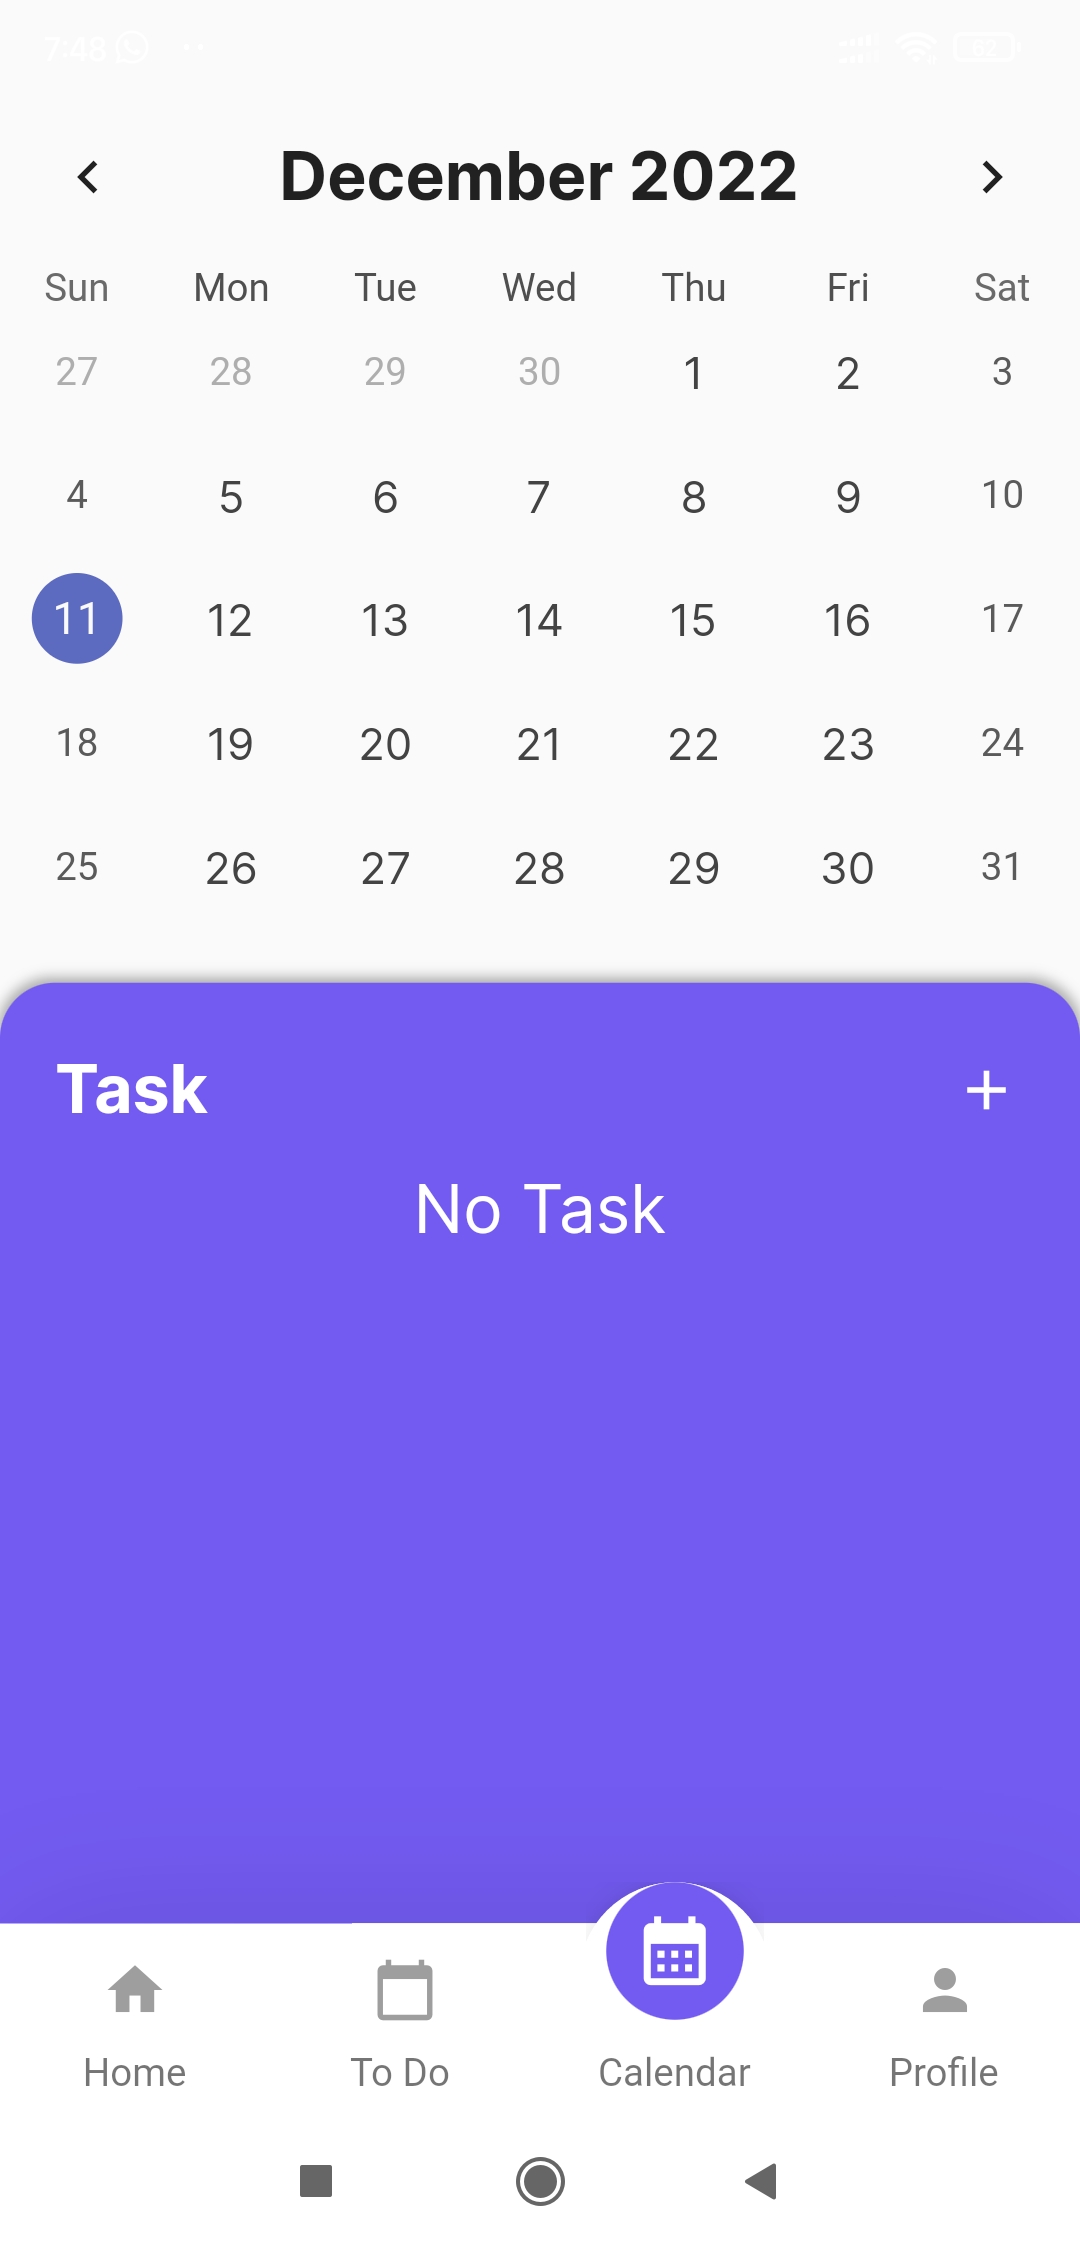 7:48 62
December 2022
Sun Mon Tue Wed Thu Fri Sat
27 28 29 30 1 2 3
4 5 6 7 8 9 10
11 12 13 14 15 16 17
18 19 20 21 22 23 24
25 26 27 28 29 30 31
Task
No Task
Home To Do Calendar Profile